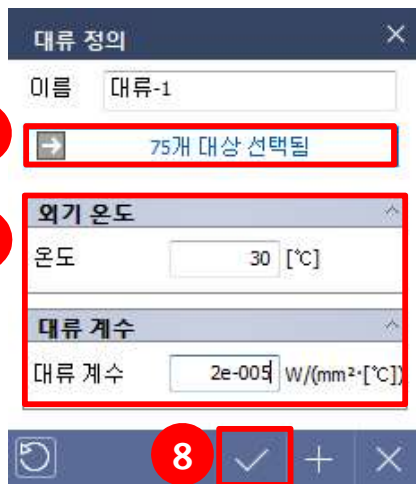 대류 정의
이름 대류-1
75개 대상 선택됨
외기 온도
온도 30 [℃]
대류 계수
대류 계수 2e-005 W/(mm²·[℃])
8